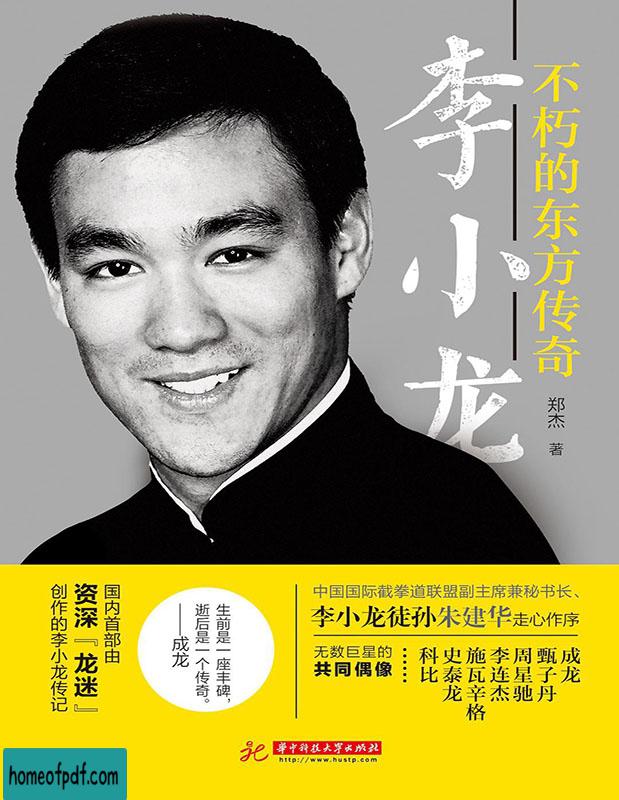 李小龙
不朽的东方传奇
郑杰 著
国内首部由
资深『龙迷』
创作的李小龙传记
生前是一座丰碑，
逝后是一个传奇。
——成龙
中国国际截拳道联盟副主席兼秘书长、
李小龙徒孙朱建华走心作序
无数巨星的
共同偶像
……
成龙
甄子丹
周星驰
李连杰
施瓦辛格
史泰龙
科比
华中科技大学出版社
http://www.hustp.com
homeofpdf.com